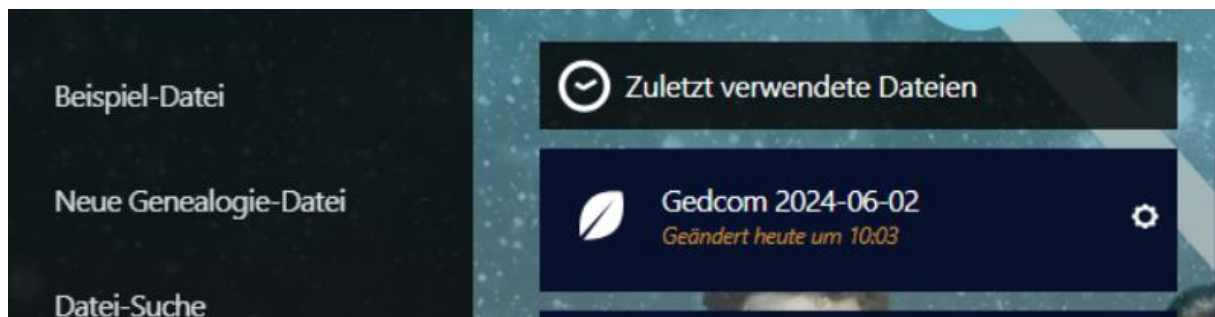 Beispiel-Datei
Neue Genealogie-Datei
Datei-Suche
Zuletzt verwendete Dateien
Gedcom 2024-06-02
Geändert heute um 10:03